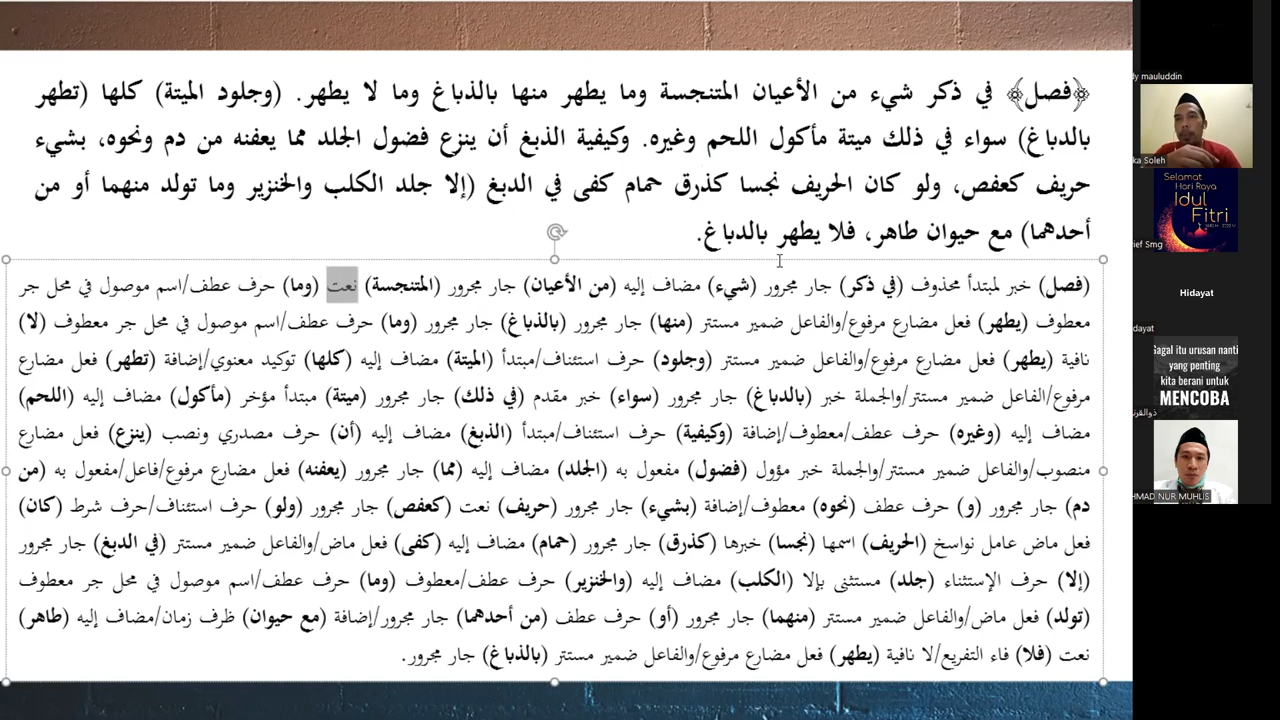 ﴿فصل﴾ في ذكر شيء من الأعيان المتنجسة وما يطهر منها بالذباغ وما لا يطهر. (وجلود الميتة) كلها (تطهر
بالدباغ) سواء في ذلك ميتة مأكول اللحم وغيره. وكيفية الدبغ أن ينزع فضول الجلد مما يعفنه من دم ونحوه، بشيء
حريف كعفص، ولو كان الحريف نجسا كذرق حمام كفى في الدبغ (إلا جلد الكلب والخنزير وما تولد منهما أو من
أحدهما) مع حيوان طاهر، فلا يطهر بالدباغ.
(فصل) خبر لمبتدأ محذوف (في ذكر) جار مجرور (شيء) مضاف إليه (من الأعيان) جار مجرور (المتنجسة) نعت (وما) حرف عطف/اسم موصول في محل جر
معطوف (يطهر) فعل مضارع مرفوع/والفاعل ضمير مستتر (منها) جار مجرور (بالذباغ) جار مجرور (وما) حرف عطف/اسم موصول في محل جر معطوف (لا)
نافية (يطهر) فعل مضارع مرفوع/والفاعل ضمير مستتر (وجلود) حرف استئناف/مبتدأ (الميتة) مضاف إليه (كلها) توكيد معنوي/إضافة (تطهر) فعل مضارع
مرفوع/الفاعل ضمير مستتر/والجملة خبر (بالدباغ) جار مجرور (سواء) خبر مقدم (في ذلك) جار مجرور (ميتة) مبتدأ مؤخر (مأكول) مضاف إليه (اللحم)
مضاف إليه (وغيره) حرف عطف/معطوف/إضافة (وكيفية) حرف استئناف/مبتدأ (الذبغ) مضاف إليه (أن) حرف مصدري ونصب (ينزع) فعل مضارع
منصوب/والفاعل ضمير مستتر/والجملة خبر مؤول (فضول) مفعول به (الجلد) مضاف إليه (مما) جار مجرور (يعفنه) فعل مضارع مرفوع/فاعل/مفعول به (من
دم) جار مجرور (و) حرف عطف (نحوه) معطوف/إضافة (بشيء) جار مجرور (حريف) نعت (كعفص) جار مجرور (ولو) حرف استئناف/حرف شرط (كان)
فعل ماض عامل نواسخ (الحريف) اسمها (نجسا) خبرها (كذرق) جار مجرور (حمام) مضاف إليه (كفى) فعل ماض/والفاعل ضمير مستتر (في الدبغ) جار مجرور
(إلا) حرف الإستثناء (جلد) مستثنى بإلا (الكلب) مضاف إليه (والخنزير) حرف عطف/معطوف (وما) حرف عطف/اسم موصول في محل جر معطوف
(تولد) فعل ماض/والفاعل ضمير مستتر (منهما) جار مجرور (أو) حرف عطف (من أحدهما) جار مجرور/إضافة (مع حيوان) ظرف زمان/مضاف إليه (طاهر)
نعت (فلا) فاء التفريع/لا نافية (يطهر) فعل مضارع مرفوع/والفاعل ضمير مستتر (بالذباغ) جار مجرور.
dy mauluddin
ka Soleh
Selamat
Hari Raya
Idul
Fitri
rief Smg
Hidayat
dayat
Gagal itu urusan nanti
yang penting
kita berani untuk
MENCOBA
ذوالقرن
HMAD NUR MUHLIS